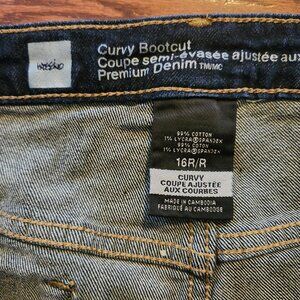 Curvy Bootcut
Coupe semi-évasée ajustée aux
Premium Denim TM/MC
99% COTTON
1% LYCRA® SPANDEX
99% COTTON
1% LYCRA® SPANDEX
16R/R
CURVY
COUPE AJUSTÉE
AUX COURBES
MADE IN CAMBODIA
FABRIQUÉ AU CAMBODGE